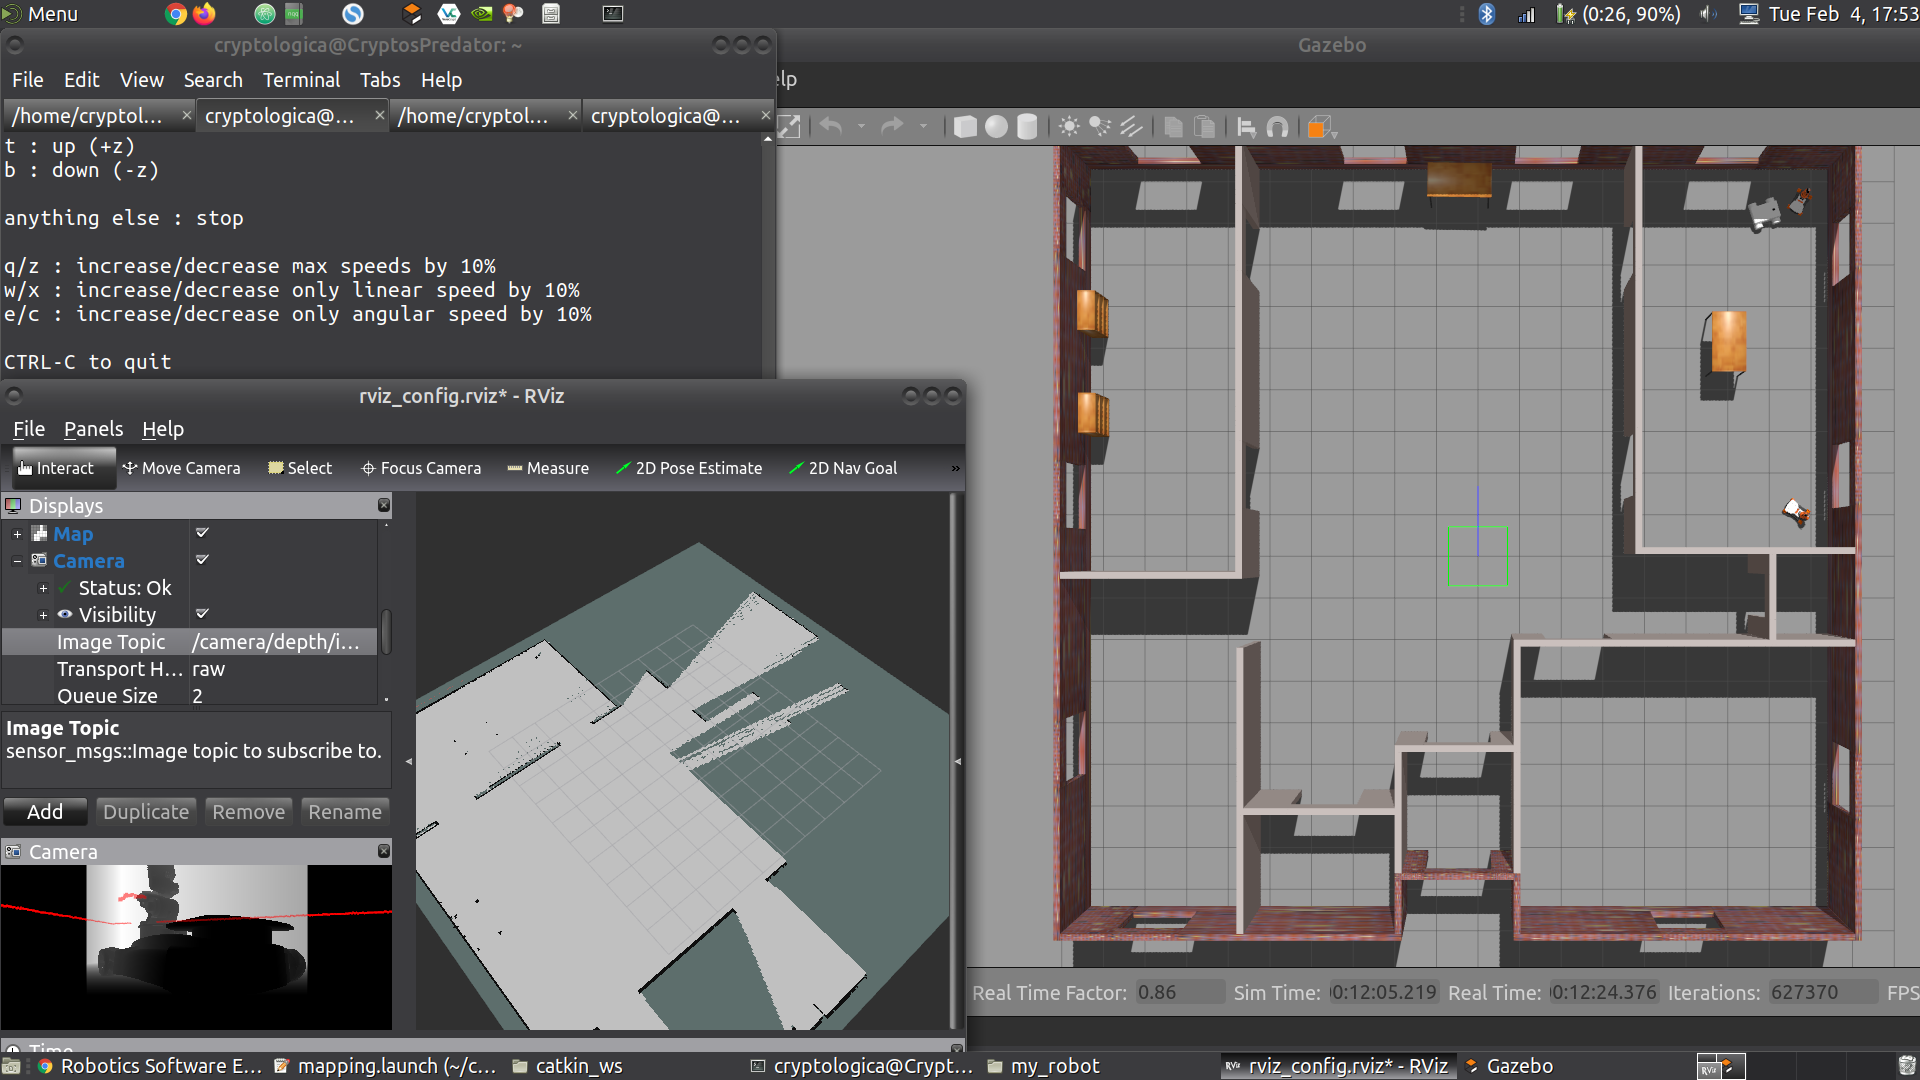 Menu
(0:26, 90%)
Tue Feb 4, 17:53
cryptologica@CryptosPredator: ~
File Edit View Search Terminal Tabs Help
/home/cryptol...
cryptologica@...
/home/cryptol...
cryptologica@...
t : up (+z)
b : down (-z)
anything else : stop
q/z : increase/decrease max speeds by 10%
w/x : increase/decrease only linear speed by 10%
e/c : increase/decrease only angular speed by 10%
CTRL-C to quit
Gazebo
elp
rviz_config.rviz* - RViz
File Panels Help
Interact
Move Camera
Select
Focus Camera
Measure
2D Pose Estimate
2D Nav Goal
»
Displays
Map
Camera
Status: Ok
Visibility
Image Topic /camera/depth/i...
Transport H... raw
Queue Size 2
Image Topic
sensor_msgs::Image topic to subscribe to.
Add Duplicate Remove Rename
Camera
Time
Real Time Factor: 0.86 Sim Time: 0:12:05.219 Real Time: 0:12:24.376 Iterations: 627370 FPS
Robotics Software E...
mapping.launch (~/c...
catkin_ws
cryptologica@Crypt...
my_robot
rviz_config.rviz* - RViz
Gazebo